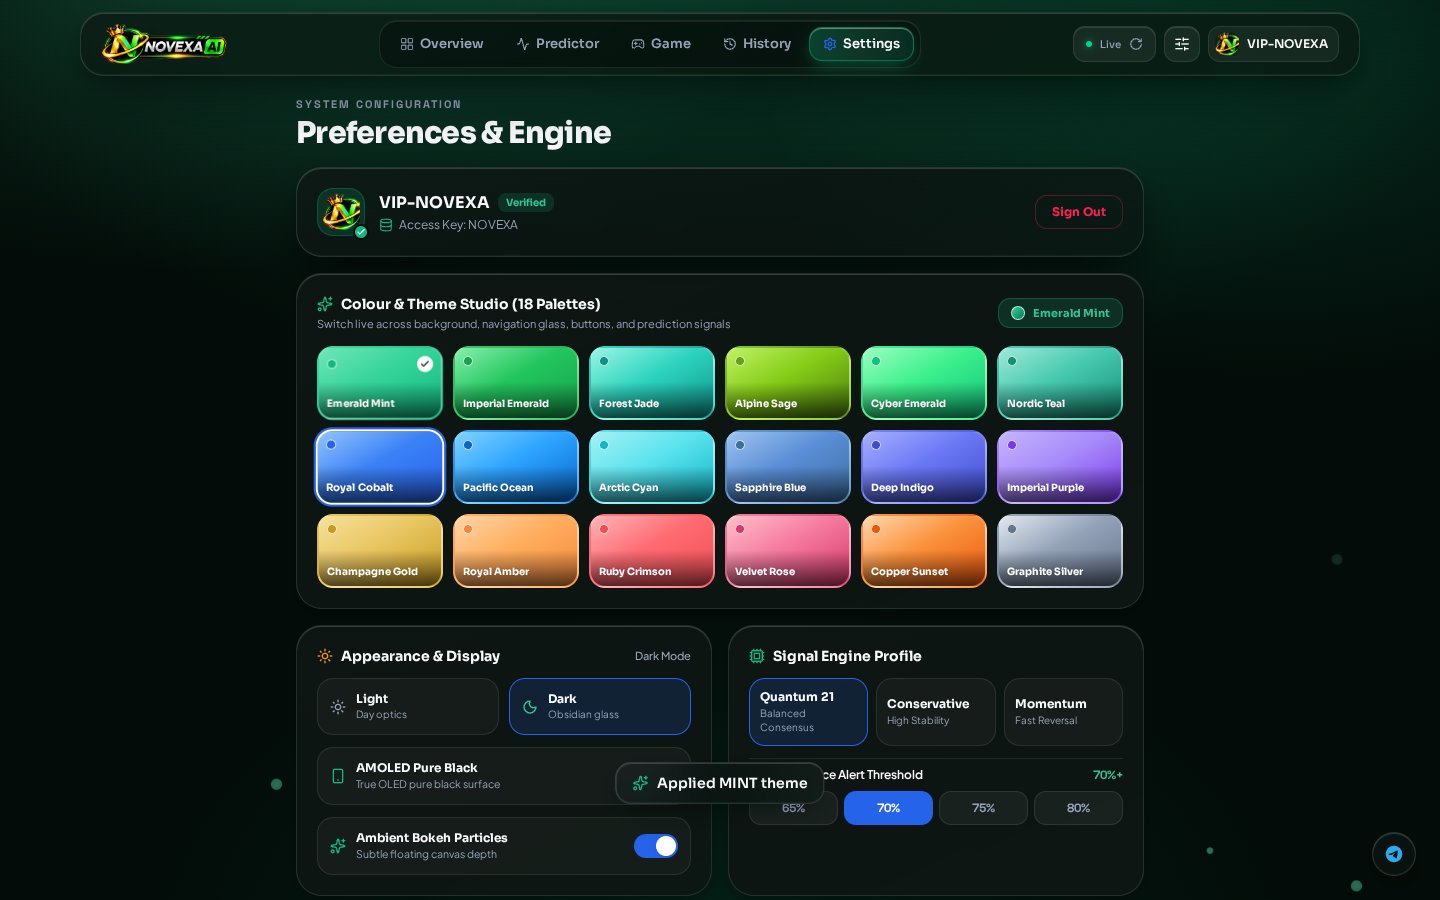 NOVEXA AI
Overview
Predictor
Game
History
Settings
Live
VIP-NOVEXA
SYSTEM CONFIGURATION
Preferences & Engine
VIP-NOVEXA
Verified
Access Key: NOVEXA
Sign Out
Colour & Theme Studio (18 Palettes)
Switch live across background, navigation glass, buttons, and prediction signals
Emerald Mint
Emerald Mint
Imperial Emerald
Forest Jade
Alpine Sage
Cyber Emerald
Nordic Teal
Royal Cobalt
Pacific Ocean
Arctic Cyan
Sapphire Blue
Deep Indigo
Imperial Purple
Champagne Gold
Royal Amber
Ruby Crimson
Velvet Rose
Copper Sunset
Graphite Silver
Appearance & Display
Dark Mode
Light
Day optics
Dark
Obsidian glass
AMOLED Pure Black
True OLED pure black surface
Ambient Bokeh Particles
Subtle floating canvas depth
Signal Engine Profile
Quantum 21
Balanced
Consensus
Conservative
High Stability
Momentum
Fast Reversal
Alert Threshold
70%+
65%
70%
75%
80%
Applied MINT theme